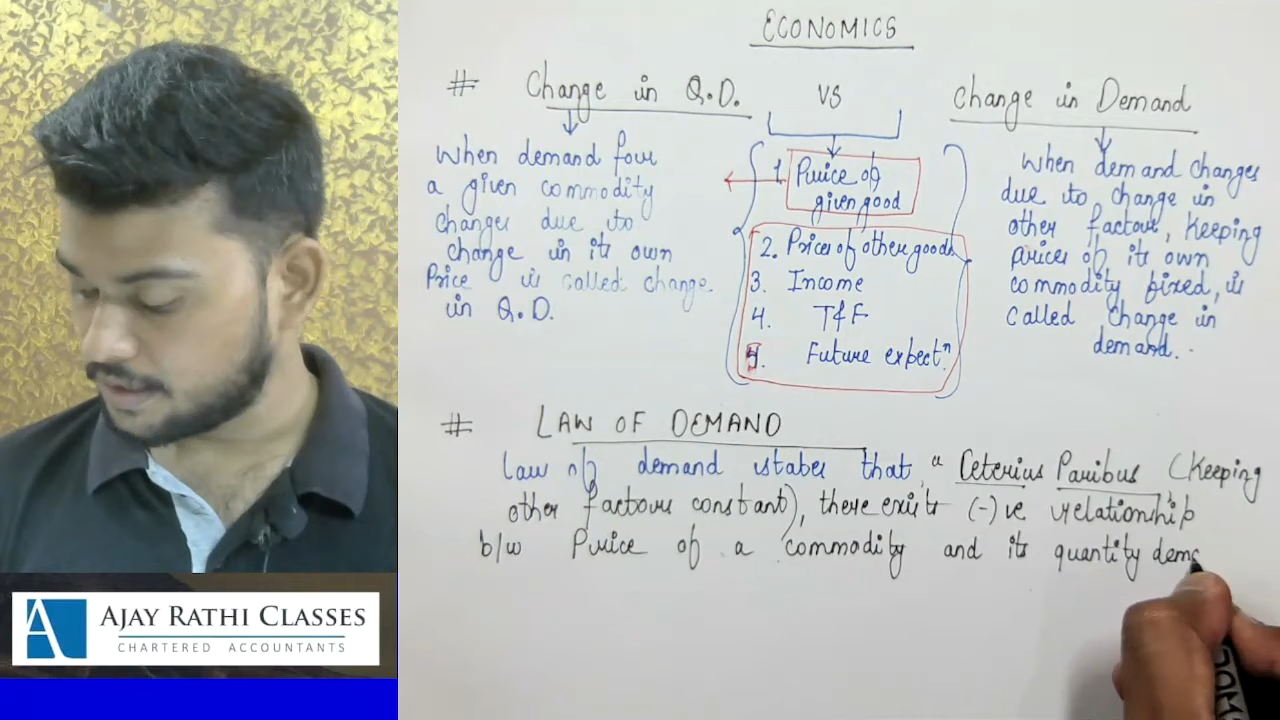 ECONOMICS
# Change in Q.D. VS Change in Demand
When demand four
a given commodity
changes due to
change in its own
Price is called change
in Q.D.
1. Price of
given good
2. Prices of other goods
3. Income
4. T&F
5. Future expectn.
When demand changes
due to change in
other factors, Keeping
prices of its own
commodity fixed, is
called change in
demand..
# LAW OF DEMAND
Law of demand states that " Ceterius Paribus (Keeping
other factors constant), there exists (-)ve relationship
b/w Price of a commodity and its quantity dema
A
AJAY RATHI CLASSES
CHARTERED ACCOUNTANTS